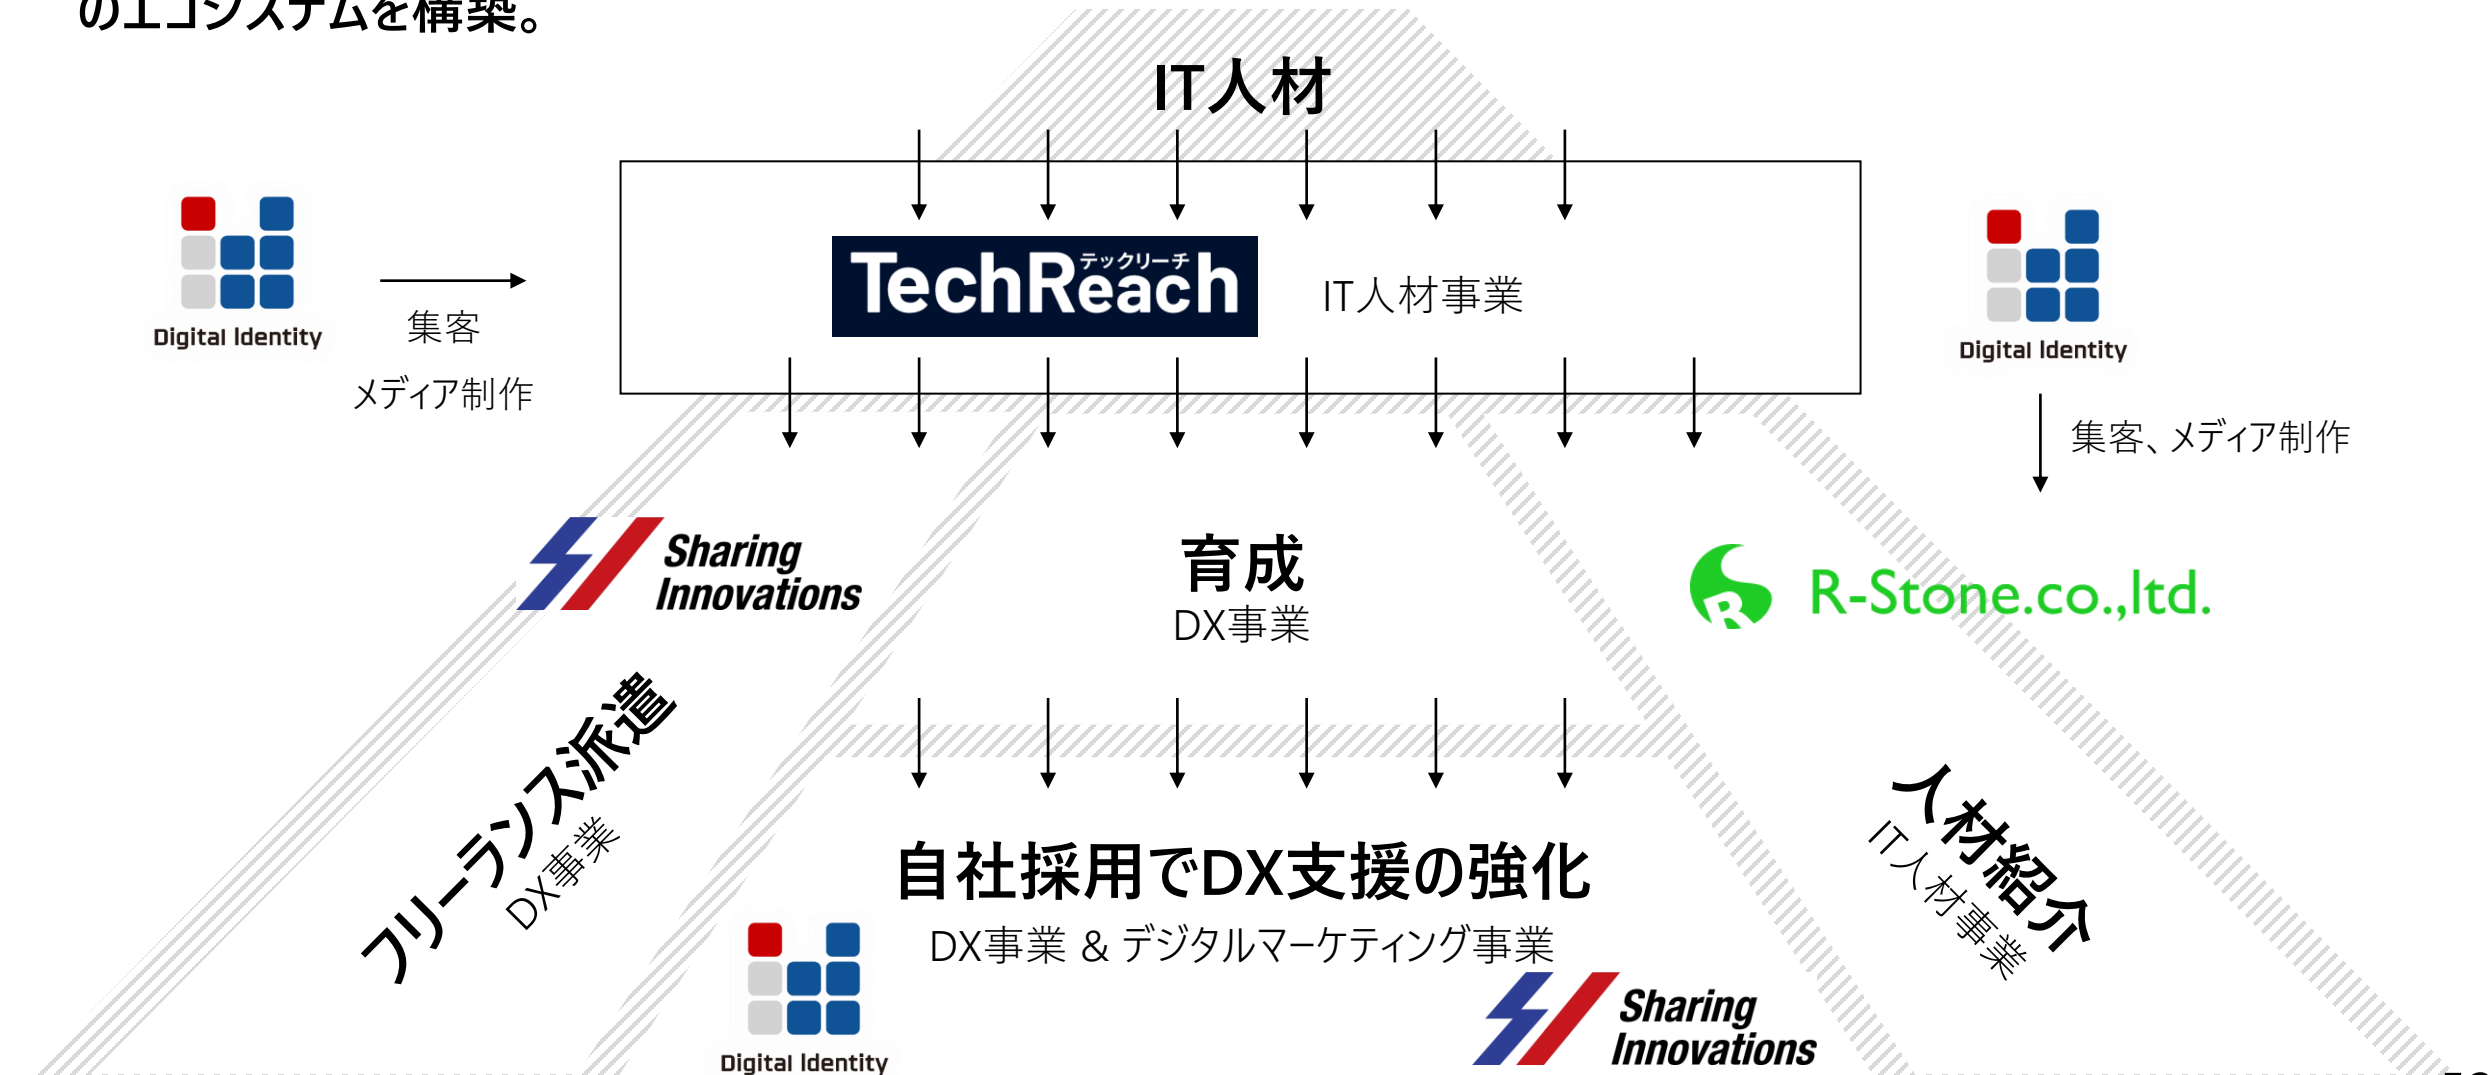 のエコシステムを構築。
IT人材
Digital Identity
集客
メディア制作
テックリーチ
TechReach
IT人材事業
Digital Identity
集客、メディア制作
Sharing
Innovations
育成
DX事業
R-Stone.co.,ltd.
フリーランス派遣
DX事業
人材紹介
IT人材事業
自社採用でDX支援の強化
DX事業 & デジタルマーケティング事業
Digital Identity
Sharing
Innovations